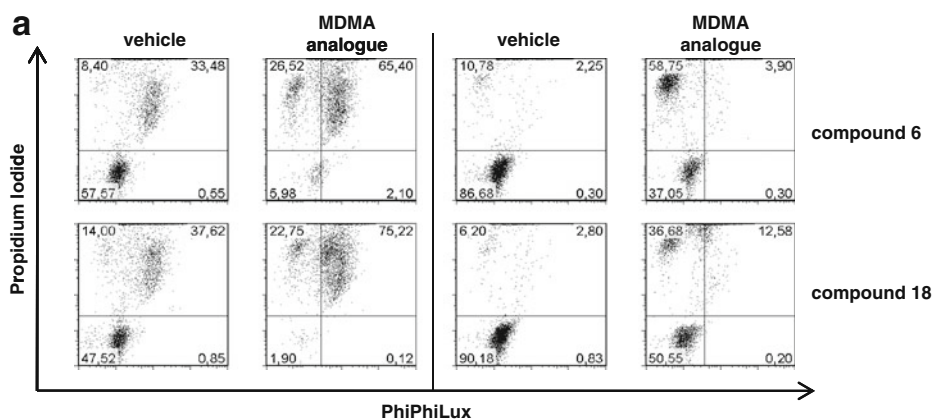 a
vehicle
MDMA
analogue
vehicle
MDMA
analogue
8,40 33,48
57,57 0,55
26,52 65,40
5,98 2,10
10,78 2,25
86,68 0,30
58,75 3,90
37,05 0,30
compound 6
14,00 37,62
47,52 0,85
22,75 75,22
1,90 0,12
6,20 2,80
90,18 0,83
36,68 12,58
50,55 0,20
compound 18
Propidium Iodide
PhiPhiLux